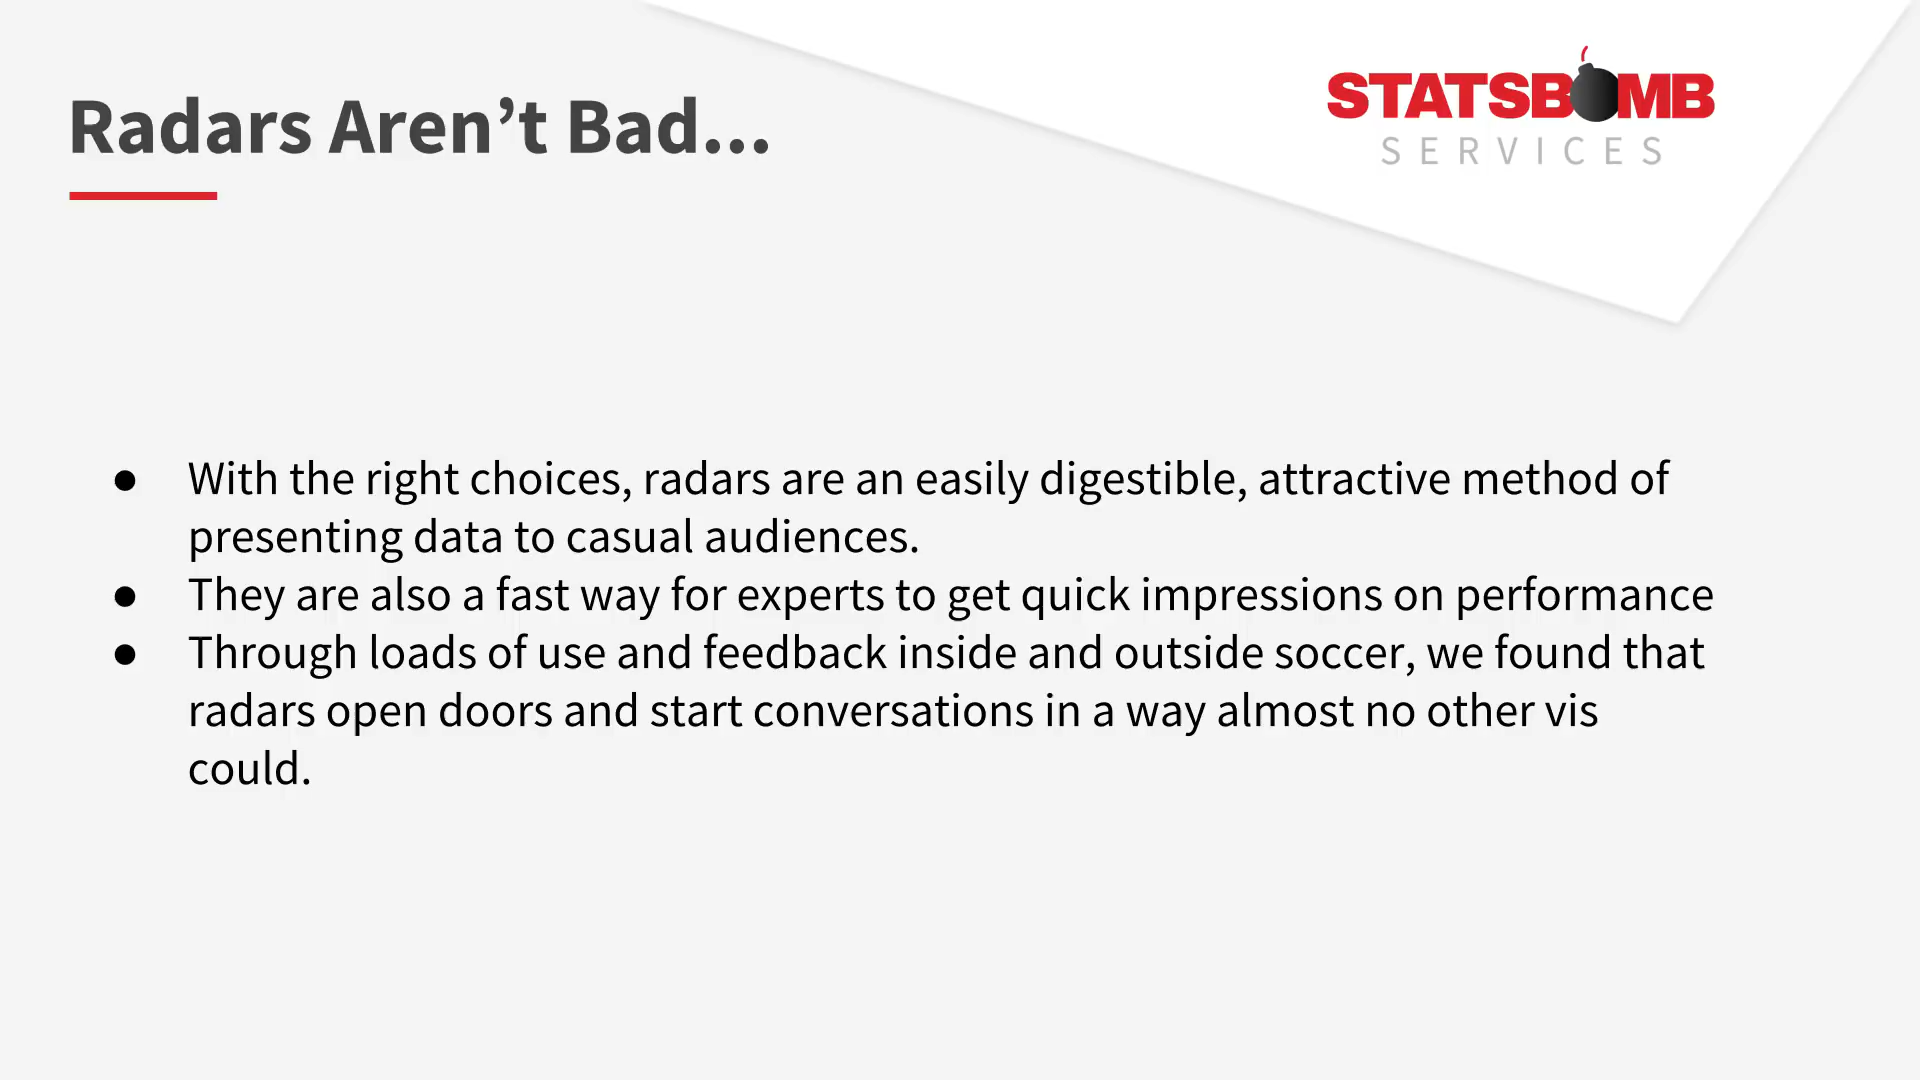 STATSBOMB
SERVICES
Radars Aren’t Bad...
● With the right choices, radars are an easily digestible, attractive method of
presenting data to casual audiences.
● They are also a fast way for experts to get quick impressions on performance
● Through loads of use and feedback inside and outside soccer, we found that
radars open doors and start conversations in a way almost no other vis
could.